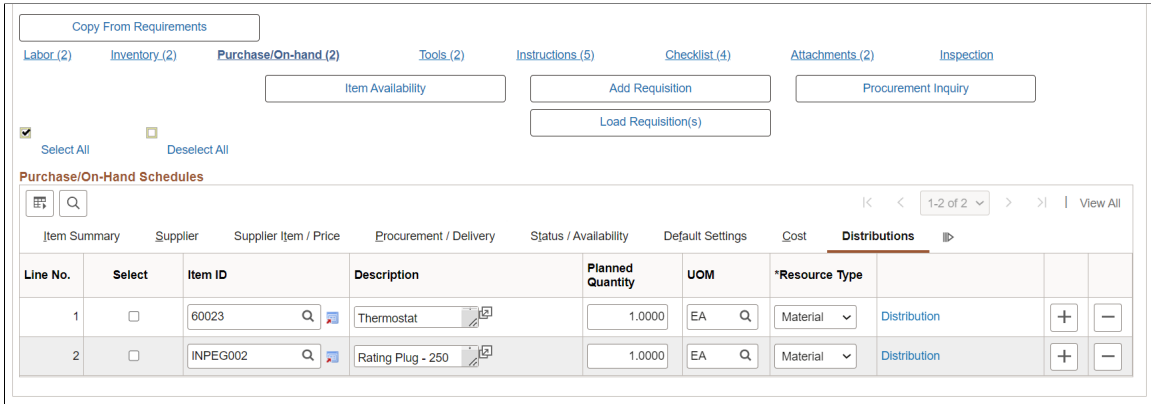 Copy From Requirements
Labor (2) Inventory (2) Purchase/On-hand (2) Tools (2) Instructions (5) Checklist (4) Attachments (2) Inspection
Item Availability Add Requisition Procurement Inquiry
Load Requisition(s)
Select All Deselect All
Purchase/On-Hand Schedules
1-2 of 2 View All
Item Summary Supplier Supplier Item / Price Procurement / Delivery Status / Availability Default Settings Cost Distributions
Line No. Select Item ID Description Planned Quantity UOM *Resource Type
1 60023 Thermostat 1.0000 EA Material Distribution
2 INPEG002 Rating Plug - 250 1.0000 EA Material Distribution